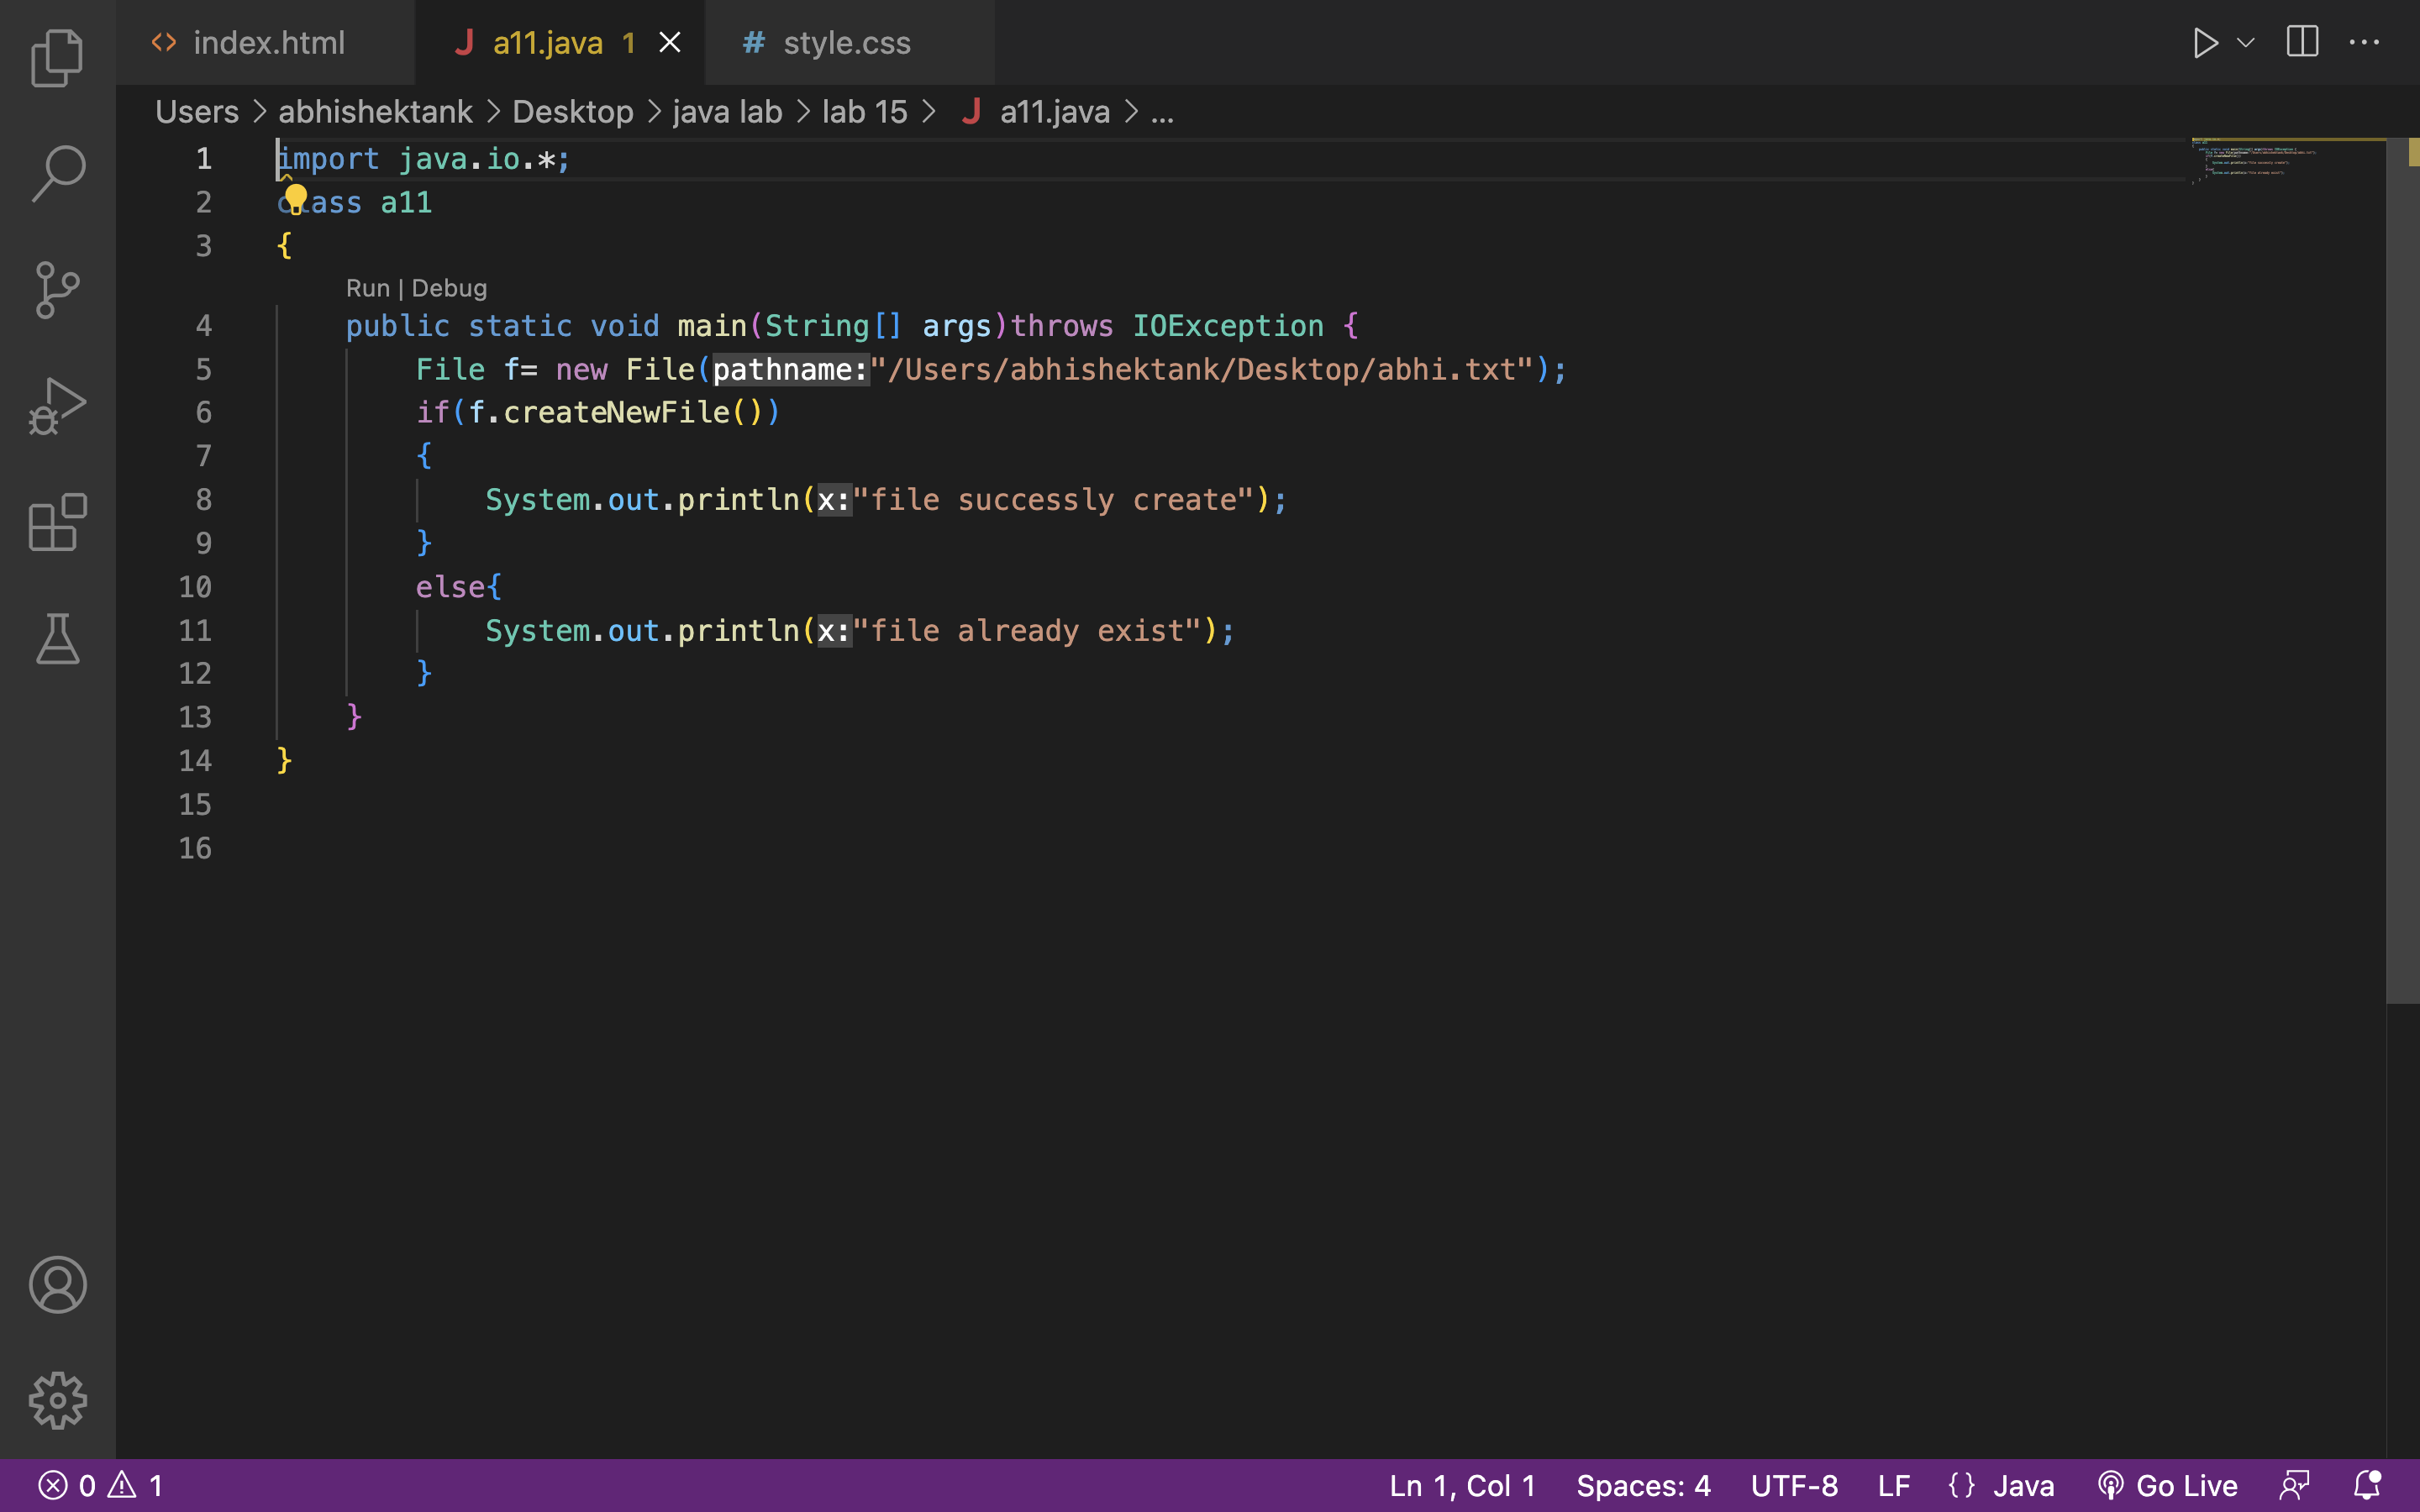 index.html
a11.java 1
# style.css
Users > abhishektank > Desktop > java lab > lab 15 > J a11.java > ...
1 import java.io.*;
2 class a11
3 {
Run | Debug
4 public static void main(String[] args)throws IOException {
5 File f= new File(pathname:"/Users/abhishektank/Desktop/abhi.txt");
6 if(f.createNewFile())
7 {
8 System.out.println(x:"file successly create");
9 }
10 else{
11 System.out.println(x:"file already exist");
12 }
13 }
14 }
15
16
0 1 Ln 1, Col 1 Spaces: 4 UTF-8 LF {} Java Go Live